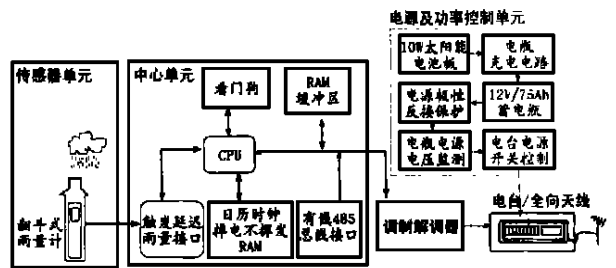 电源及功率控制单元
10W太阳能
电池板
电瓶
充电电路
传感器单元
中心单元
看门狗
RAM
缓冲区
电源极性
反接保护
12V/75Ah
蓄电瓶
CPU
电瓶电源
电压监测
电台电源
开关控制
翻斗式
雨量计
触发延迟
雨量接口
日历时钟
掉电不挥发
RAM
有截485
总线接口
调制解调器
电台/全向天线